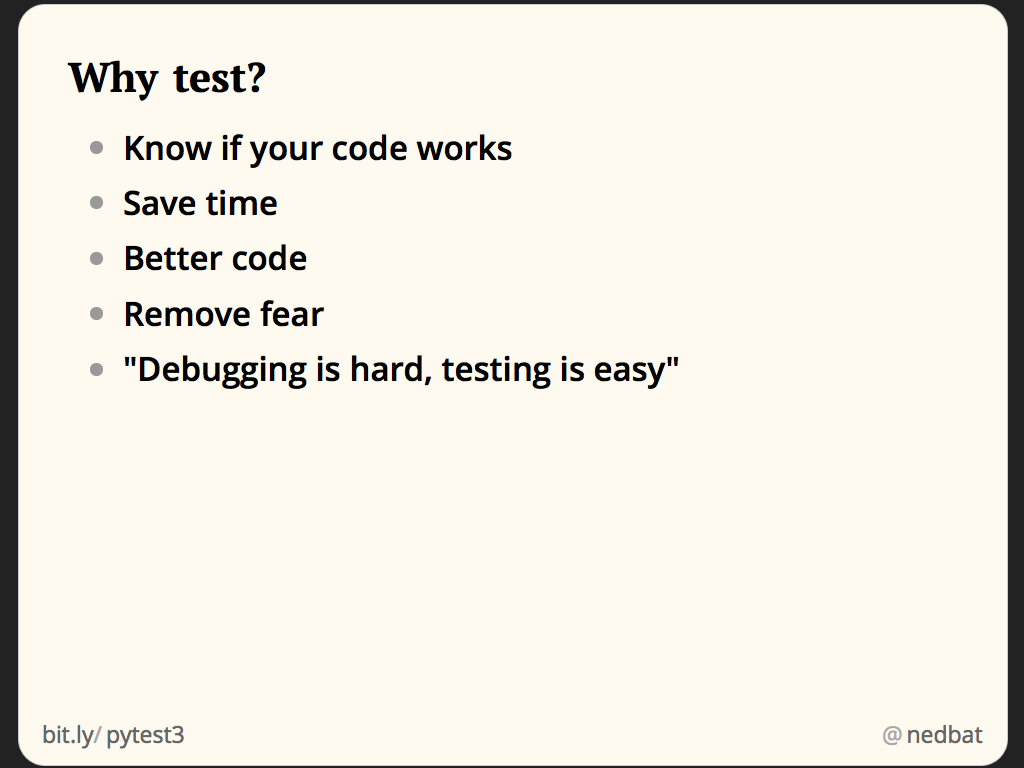 Why test?
Know if your code works
Save time
Better code
Remove fear
"Debugging is hard, testing is easy"
bit.ly/pytest3
@nedbat